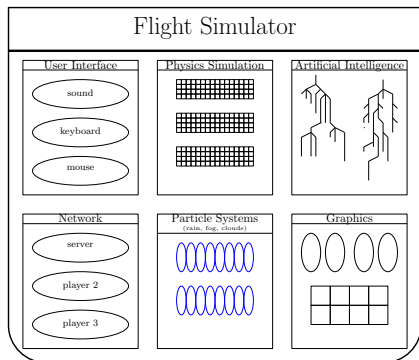 Flight Simulator
User Interface
sound
keyboard
mouse
Physics Simulation
Artificial Intelligence
Network
server
player 2
player 3
Particle Systems
(rain, fog, clouds)
Graphics